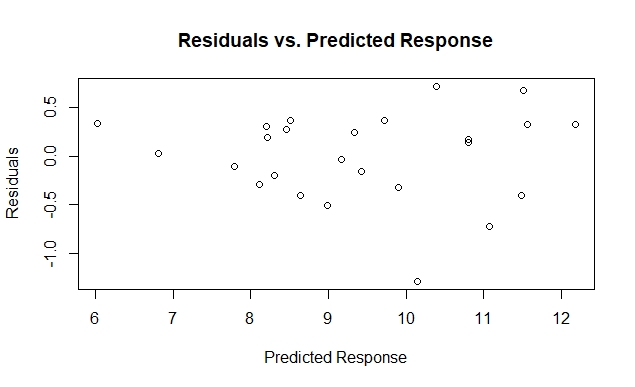 Residuals vs. Predicted Response
Residuals
0.5
0.0
-0.5
-1.0
6 7 8 9 10 11 12
Predicted Response